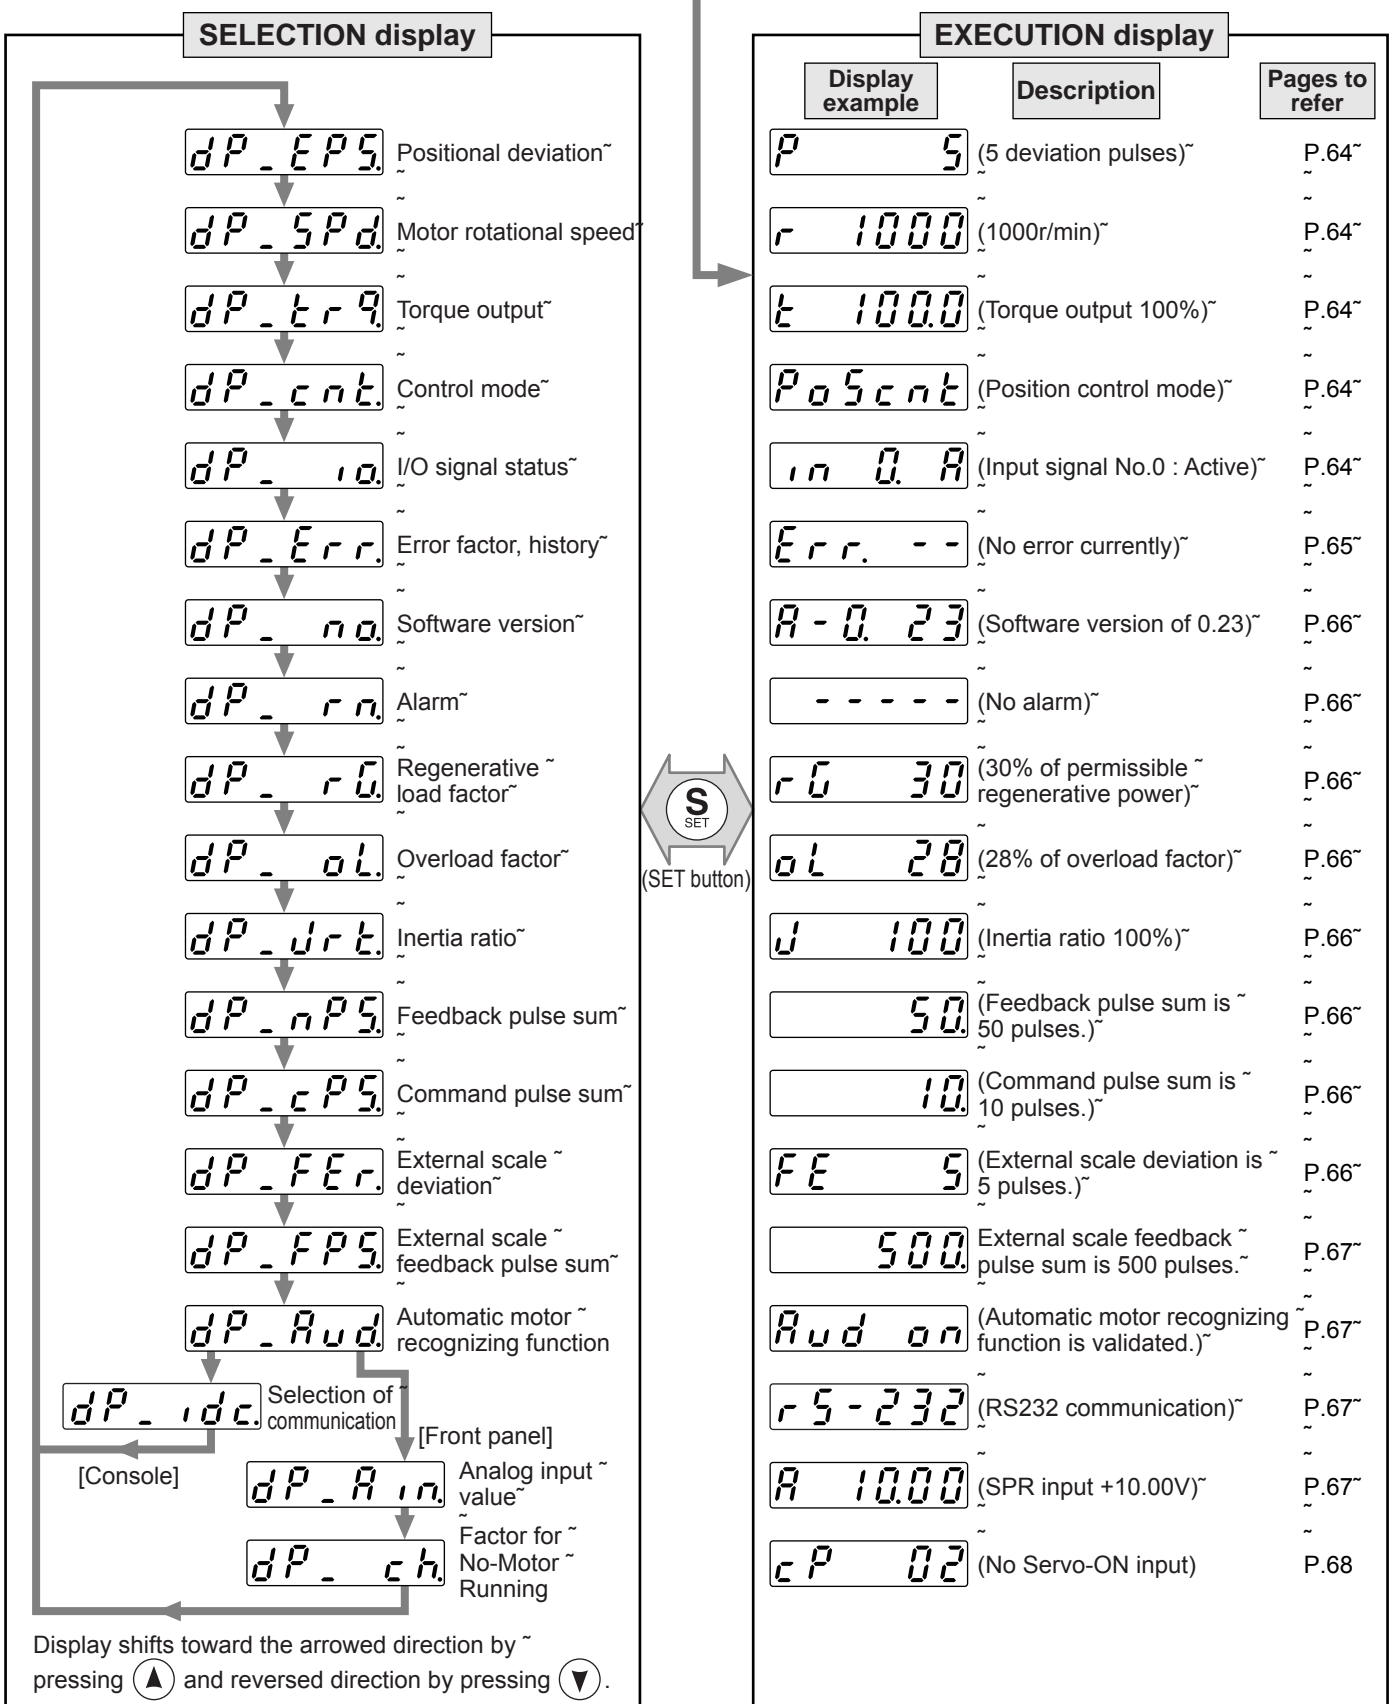 SELECTION display
dP_EPS. Positional deviation˜
˜
˜
dP_SPd. Motor rotational speed˜
˜
˜
dP_trq. Torque output˜
˜
dP_cnt. Control mode˜
˜
˜
dP_ io. I/O signal status˜
˜
˜
dP_Err. Error factor, history˜
˜
˜
dP_ no. Software version˜
˜
˜
dP_ rn. Alarm˜
˜
˜
dP_ rG. Regenerative ˜
load factor˜
˜
dP_ oL. Overload factor˜
˜
˜
dP_Jrt. Inertia ratio˜
˜
˜
dP_nPS. Feedback pulse sum˜
˜
˜
dP_cPS. Command pulse sum˜
˜
˜
dP_FEr. External scale ˜
deviation˜
˜
dP_FPS. External scale ˜
feedback pulse sum˜
˜
dP_Aud. Automatic motor ˜
recognizing function
dP_ idc. Selection of ˜
communication
[Console]
[Front panel]
dP_Ain. Analog input ˜
value˜
˜
dP_ ch. Factor for ˜
No-Motor ˜
Running
Display shifts toward the arrowed direction by ˜
pressing ▲ and reversed direction by pressing ▼.
S
SET
(SET button)
EXECUTION display
Display
example
Description
Pages to
refer
P 5 (5 deviation pulses)˜ P.64˜
˜ ˜
˜ ˜
r 1000 (1000r/min)˜ P.64˜
˜ ˜
˜ ˜
t 100.0 (Torque output 100%)˜ P.64˜
˜ ˜
˜ ˜
PoScnt (Position control mode)˜ P.64˜
˜ ˜
˜ ˜
in 0. A (Input signal No.0 : Active)˜ P.64˜
˜ ˜
˜ ˜
Err. -- (No error currently)˜ P.65˜
˜ ˜
˜ ˜
A-0. 23 (Software version of 0.23)˜ P.66˜
˜ ˜
˜ ˜
----- (No alarm)˜ P.66˜
˜ ˜
˜ ˜
rG 30 (30% of permissible ˜
regenerative power)˜ P.66˜
˜ ˜
oL 28 (28% of overload factor)˜ P.66˜
˜ ˜
˜ ˜
J 100 (Inertia ratio 100%)˜ P.66˜
˜ ˜
˜ ˜
50. (Feedback pulse sum is ˜
50 pulses.)˜ P.66˜
˜ ˜
10. (Command pulse sum is ˜
10 pulses.)˜ P.66˜
˜ ˜
FE 5 (External scale deviation is ˜
5 pulses.)˜ P.66˜
˜ ˜
500. External scale feedback ˜
pulse sum is 500 pulses.˜ P.67˜
˜ ˜
Aud on (Automatic motor recognizing ˜
function is validated.)˜ P.67˜
˜ ˜
rS-232 (RS232 communication)˜ P.67˜
˜ ˜
˜ ˜
A 10.00 (SPR input +10.00V)˜ P.67˜
˜ ˜
˜ ˜
cP 02 (No Servo-ON input) P.68